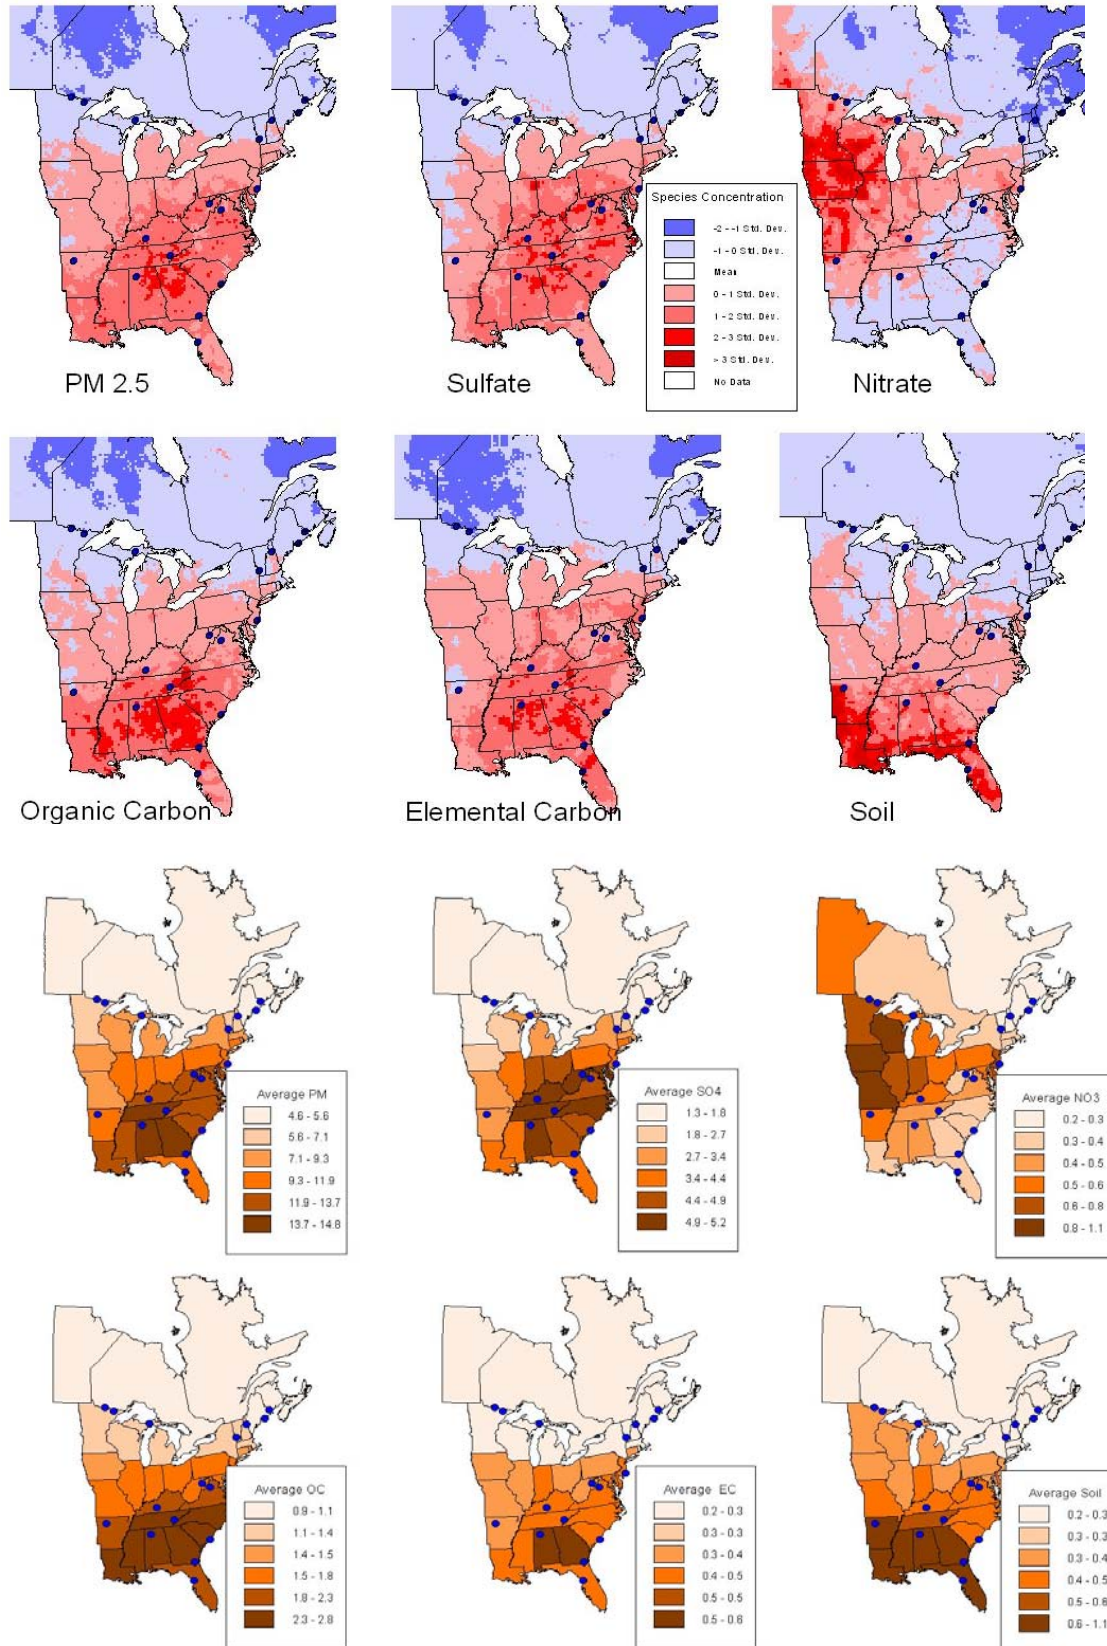 Species Concentration
-2 - -1 Std. Dev.
-1 - 0 Std. Dev.
Mean
0 - 1 Std. Dev.
1 - 2 Std. Dev.
2 - 3 Std. Dev.
> 3 Std. Dev.
No Data
PM 2.5
Sulfate
Nitrate
Organic Carbon
Elemental Carbon
Soil
Average PM
4.6 - 5.6
5.6 - 7.1
7.1 - 9.3
9.3 - 11.9
11.9 - 13.7
13.7 - 14.8
Average SO4
1.3 - 1.8
1.8 - 2.7
2.7 - 3.4
3.4 - 4.4
4.4 - 4.9
4.9 - 5.2
Average NO3
0.2 - 0.3
0.3 - 0.4
0.4 - 0.5
0.5 - 0.6
0.6 - 0.8
0.8 - 1.1
Average OC
0.9 - 1.1
1.1 - 1.4
1.4 - 1.5
1.5 - 1.8
1.8 - 2.3
2.3 - 2.8
Average EC
0.2 - 0.3
0.3 - 0.3
0.3 - 0.4
0.4 - 0.5
0.5 - 0.5
0.5 - 0.6
Average Soil
0.2 - 0.3
0.3 - 0.3
0.3 - 0.4
0.4 - 0.5
0.5 - 0.6
0.6 - 1.1